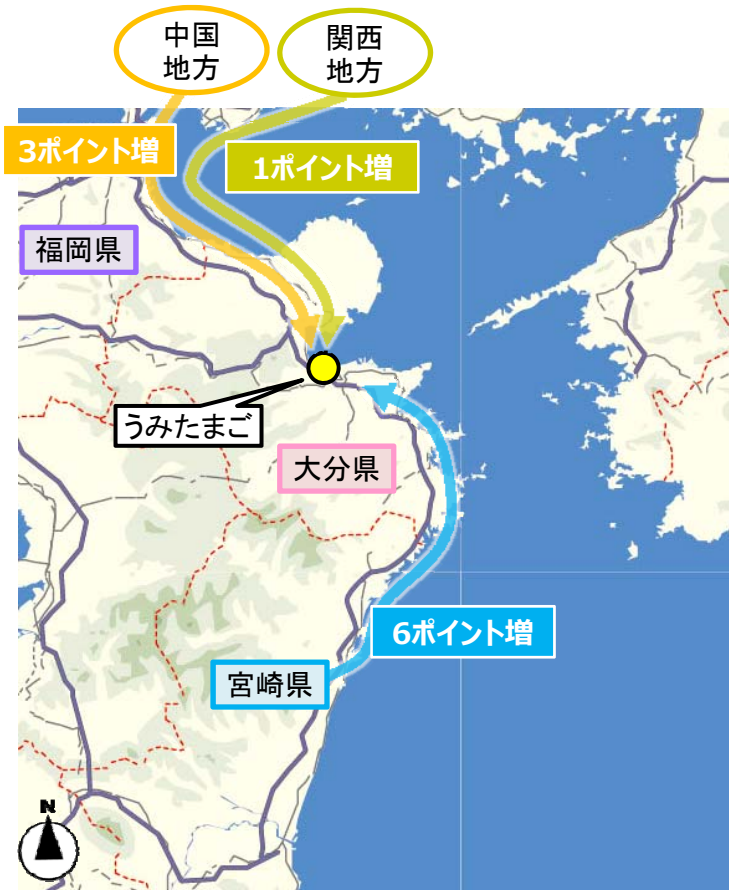 中国
地方
関西
地方
3ポイント増
1ポイント増
福岡県
うみたまご
大分県
6ポイント増
宮崎県
N